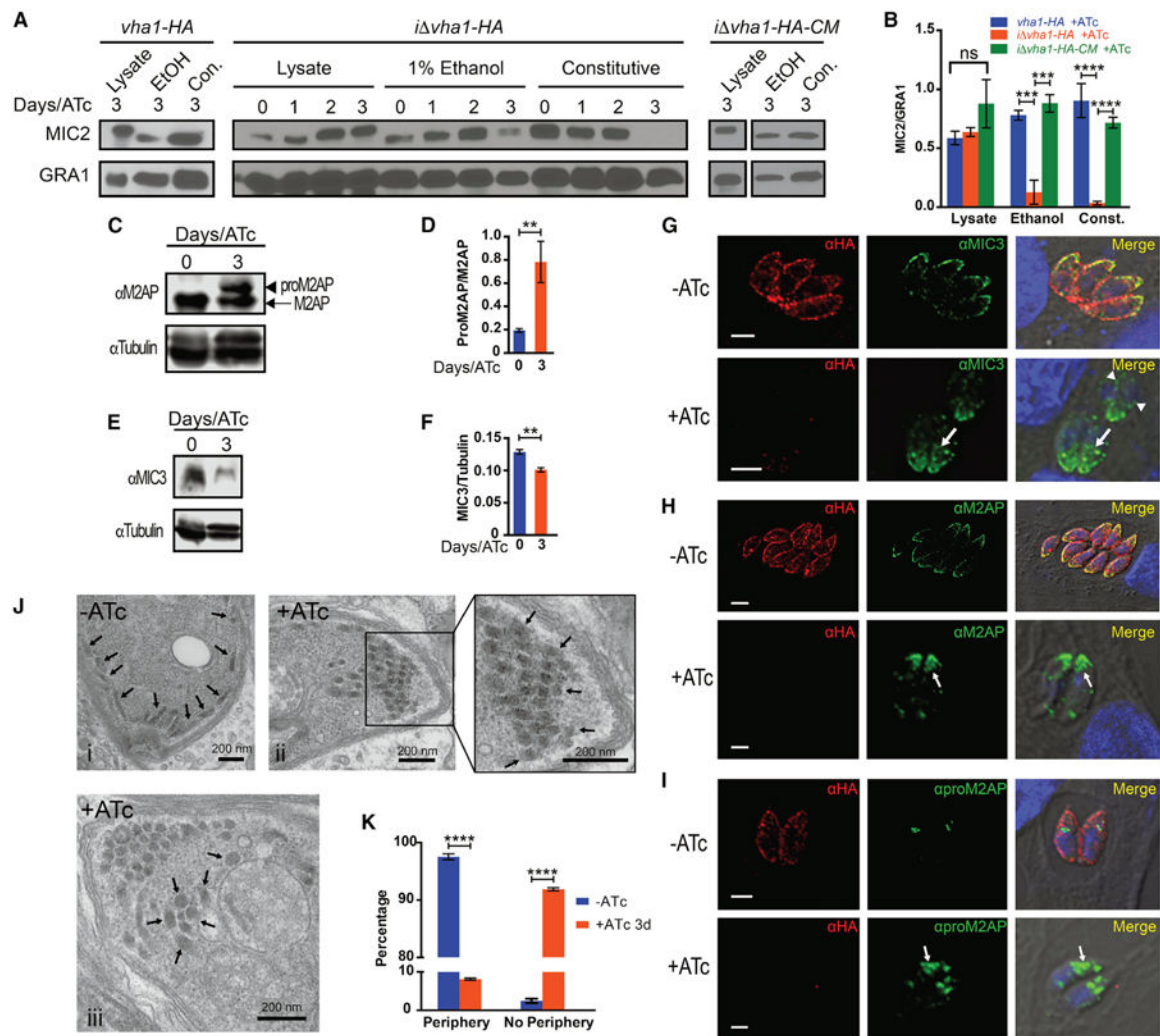 A
vha1-HA
iΔvha1-HA
iΔvha1-HA-CM
Lysate EtOH Con.
Lysate 1% Ethanol Constitutive
Lysate EtOH Con.
Days/ATc 3 3 3 0 1 2 3 0 1 2 3 0 1 2 3 3 3 3
MIC2
GRA1
B
vha1-HA +ATc
iΔvha1-HA +ATc
iΔvha1-HA-CM +ATc
MIC2/GRA1
1.5
1.0
0.5
0.0
ns
*** ***
**** ****
Lysate Ethanol Const.
C
Days/ATc
0 3
αM2AP
proM2AP
M2AP
αTubulin
D
ProM2AP/M2AP
1.0
0.8
0.6
0.4
0.2
0
**
Days/ATc 0 3
E
Days/ATc
0 3
αMIC3
αTubulin
F
MIC3/Tubulin
0.15
0.10
0.05
0
**
Days/ATc 0 3
G
-ATc
αHA αMIC3 Merge
+ATc
αHA αMIC3 Merge
H
-ATc
αHA αM2AP Merge
+ATc
αHA αM2AP Merge
I
-ATc
αHA αproM2AP Merge
+ATc
αHA αproM2AP Merge
J
-ATc
i
200 nm
+ATc
ii
200 nm
200 nm
+ATc
iii
200 nm
K
Percentage
100
90
80
10
0
****
****
-ATc
+ATc 3d
Periphery No Periphery